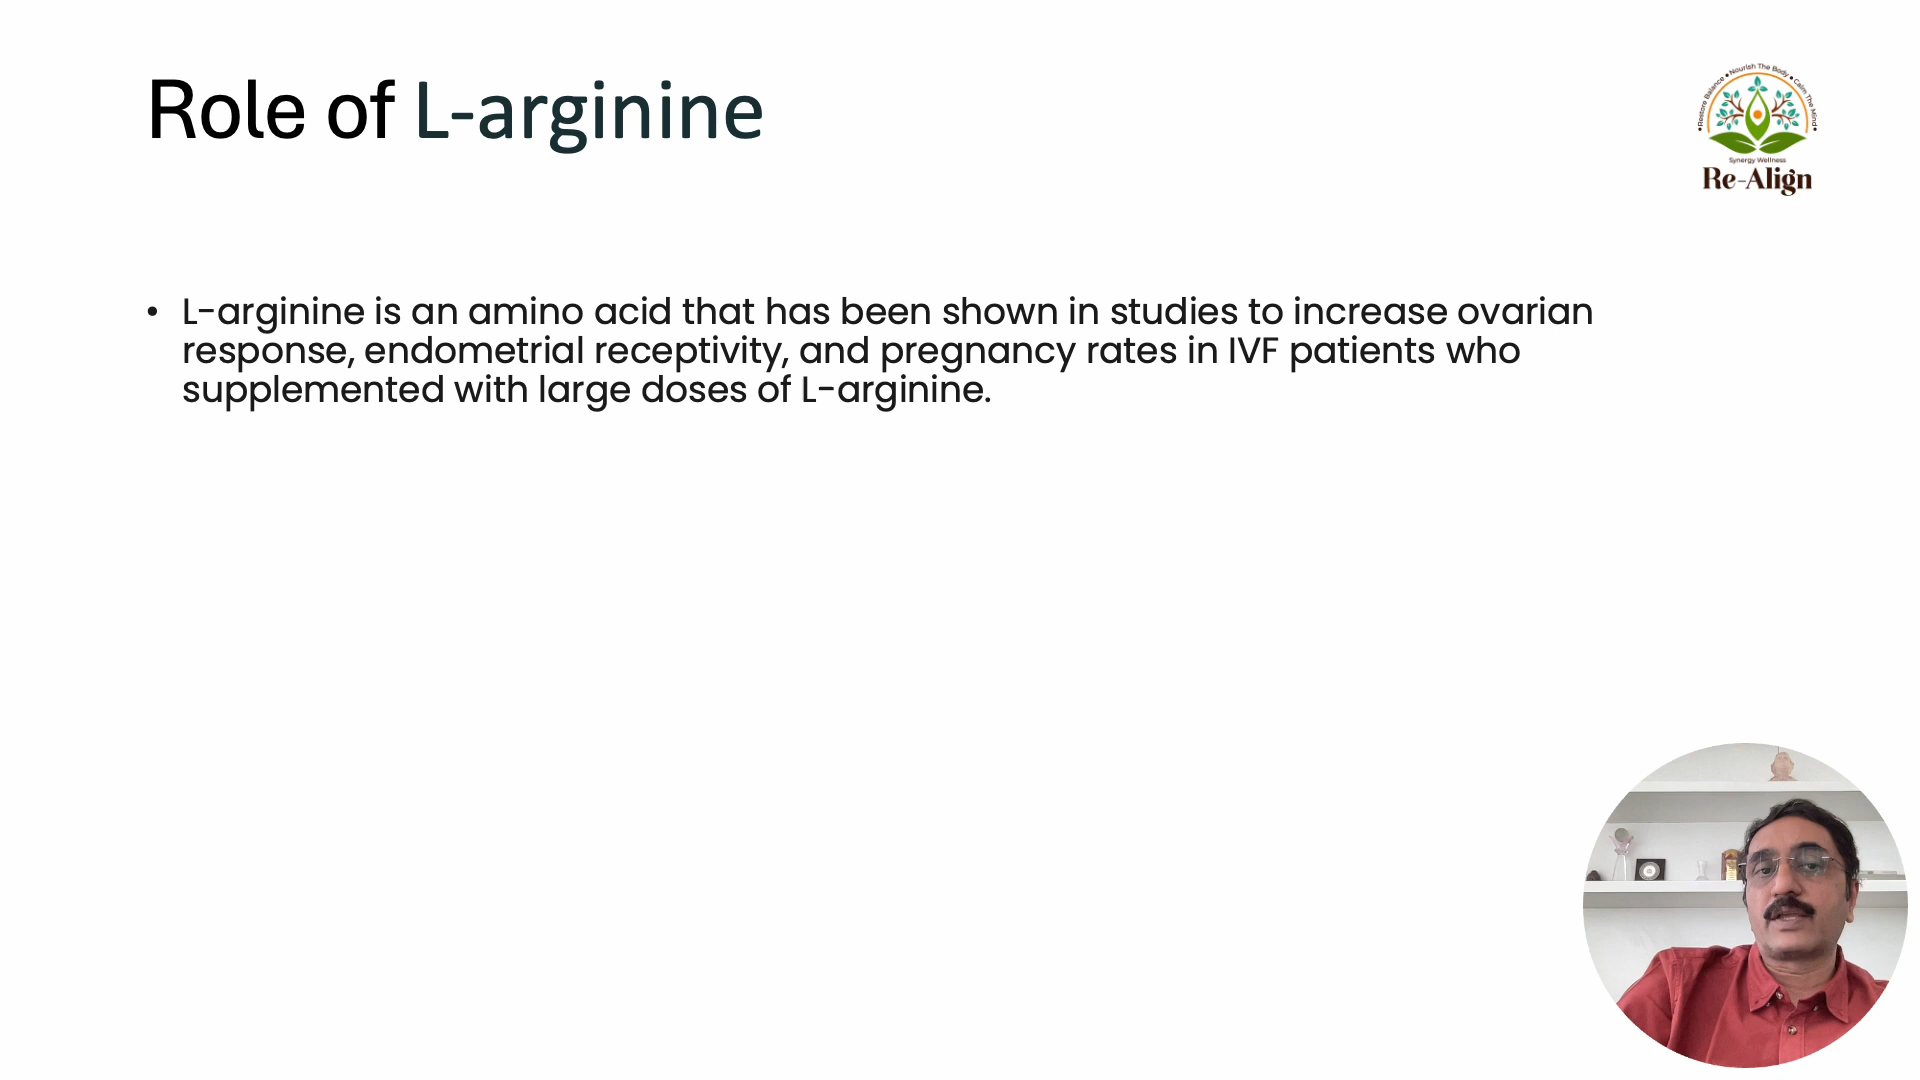 Role of L-arginine
• Restore Balance • Nourish The Body • Calm The Mind •
Synergy Wellness
Re-Align
• L-arginine is an amino acid that has been shown in studies to increase ovarian
response, endometrial receptivity, and pregnancy rates in IVF patients who
supplemented with large doses of L-arginine.